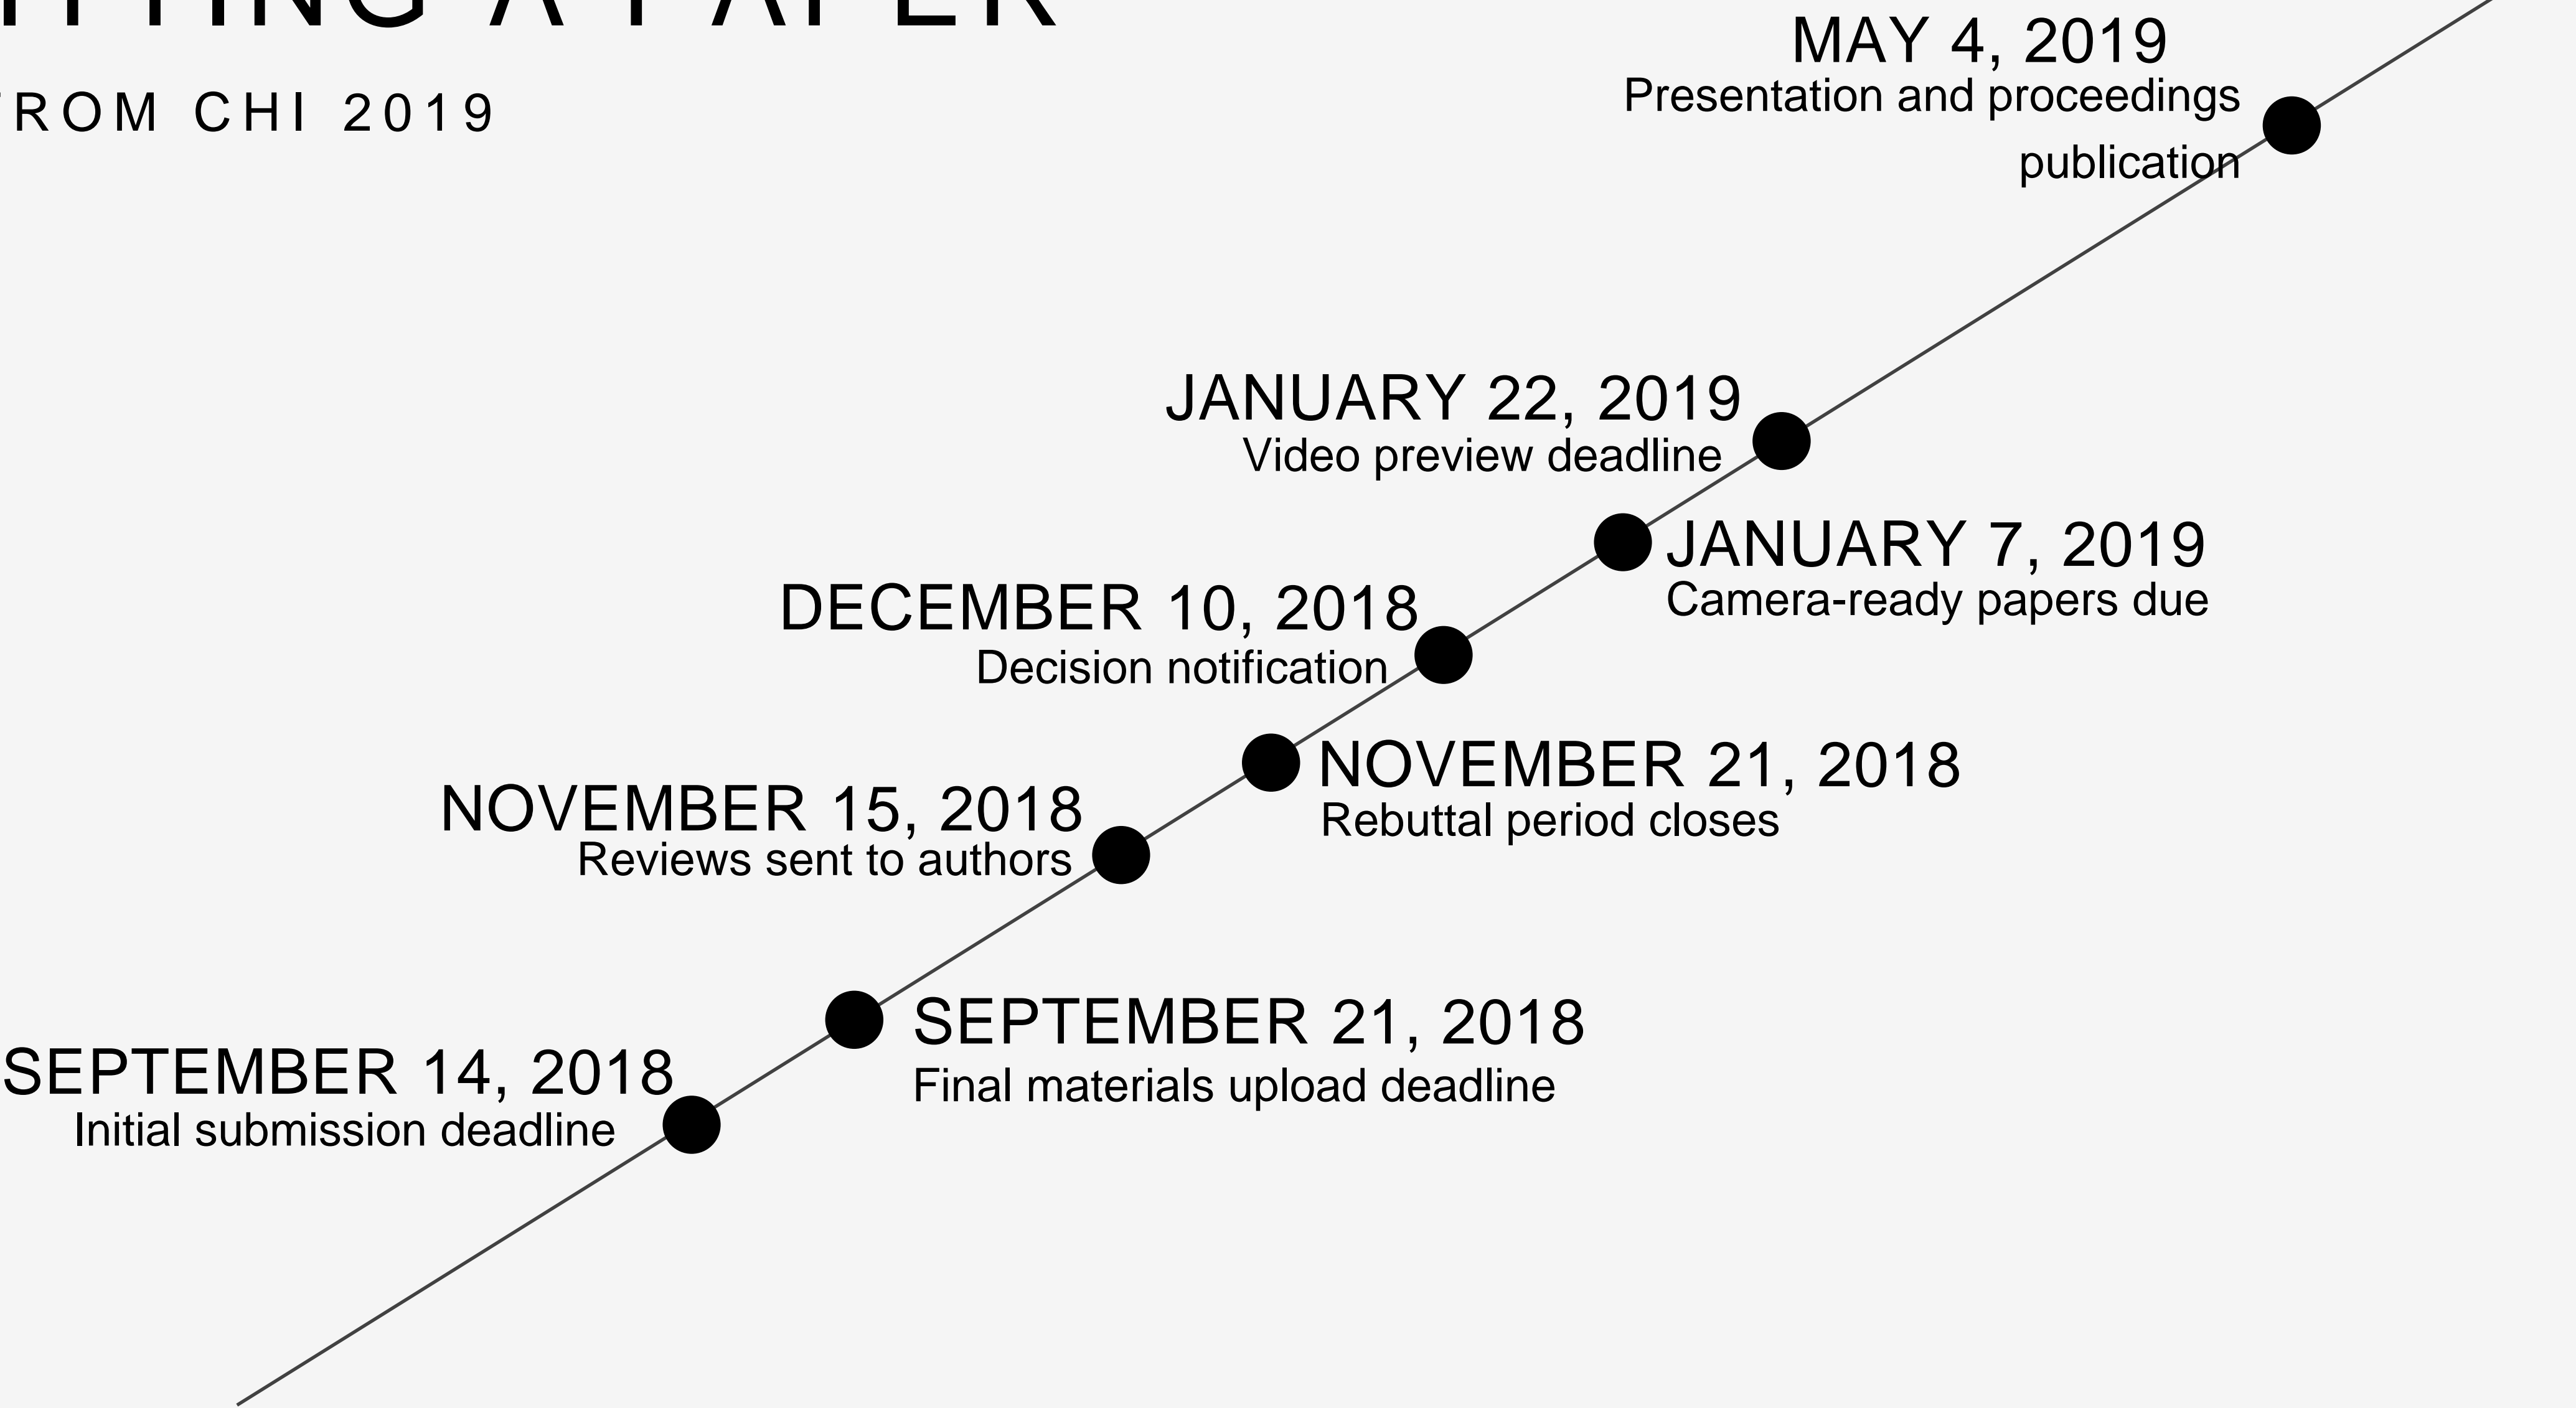 A PAPER
CHI 2019
MAY 4, 2019
Presentation and proceedings
publication
JANUARY 22, 2019
Video preview deadline
JANUARY 7, 2019
Camera-ready papers due
DECEMBER 10, 2018
Decision notification
NOVEMBER 21, 2018
Rebuttal period closes
NOVEMBER 15, 2018
Reviews sent to authors
SEPTEMBER 21, 2018
Final materials upload deadline
SEPTEMBER 14, 2018
Initial submission deadline